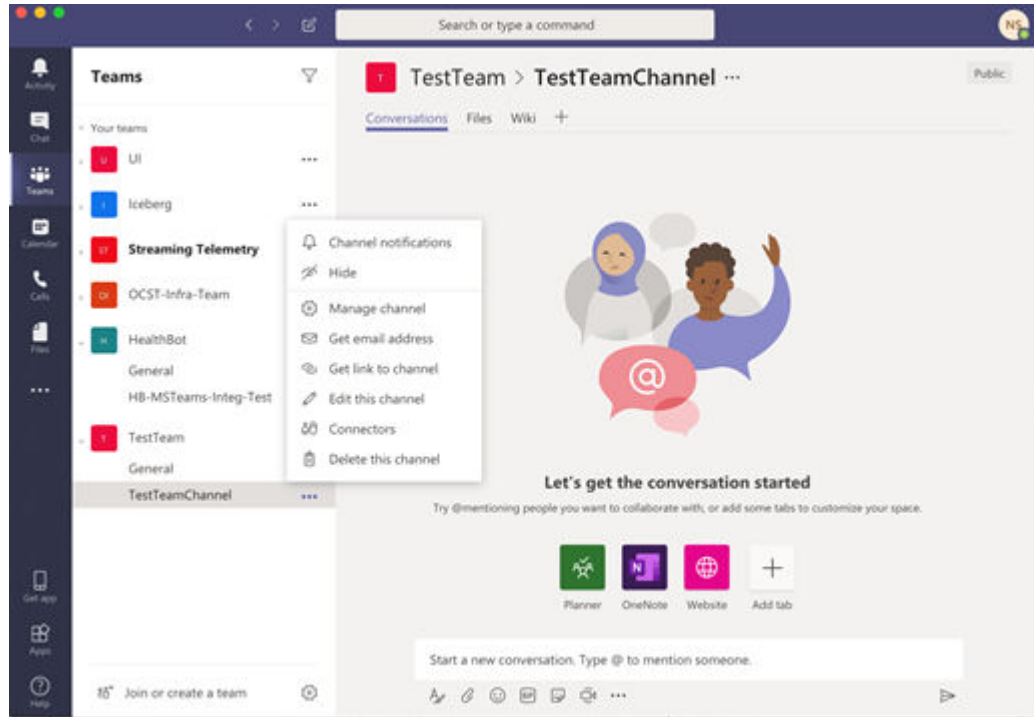 Search or type a command
NS
Activity
Chat
Teams
Calendar
Calls
Files
Get app
Apps
Help
Teams
Your teams
U
UI
I
Iceberg
ST
Streaming Telemetry
OI
OCST-Infra-Team
H
HealthBot
General
HB-MSTeams-Integ-Test
T
TestTeam
General
TestTeamChannel
Join or create a team
Channel notifications
Hide
Manage channel
Get email address
Get link to channel
Edit this channel
Connectors
Delete this channel
T
TestTeam > TestTeamChannel ...
Public
Conversations Files Wiki +
@
Let's get the conversation started
Try @mentioning people you want to collaborate with, or add some tabs to customize your space.
N
Planner OneNote Website Add tab
Start a new conversation. Type @ to mention someone.
GIF